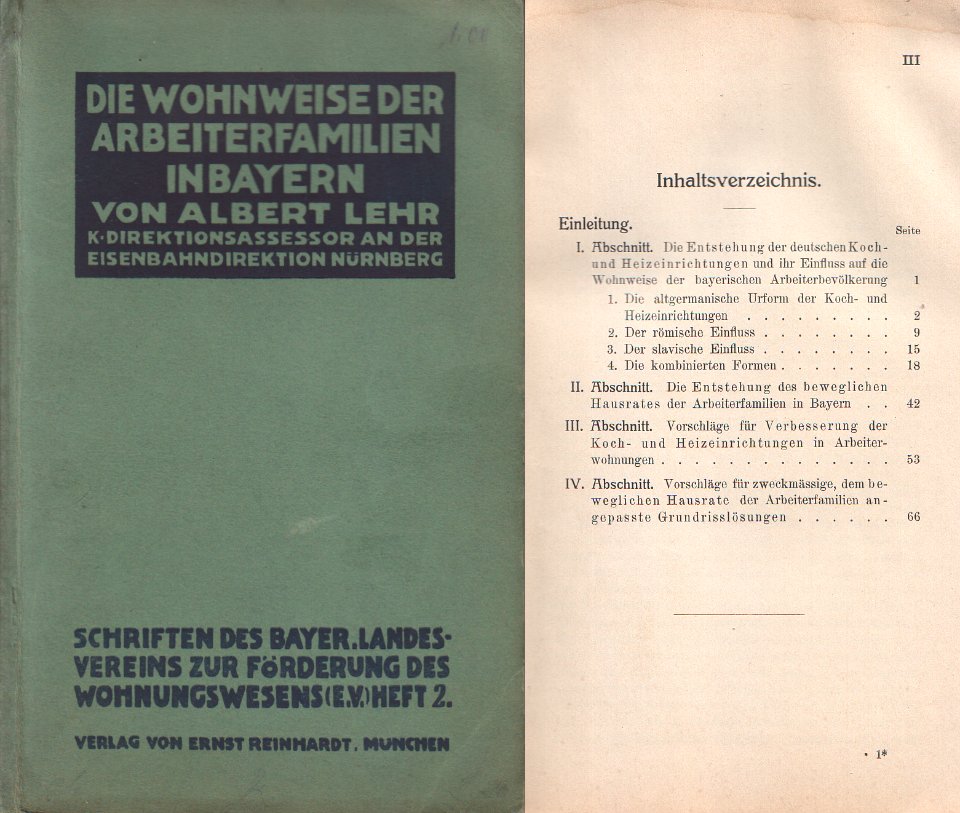 1.00
DIE WOHNWEISE DER
ARBEITERFAMILIEN
IN BAYERN
VON ALBERT LEHR
K·DIREKTIONSASSESSOR AN DER
EISENBAHNDIREKTION NÜRNBERG
SCHRIFTEN DES BAYER. LANDES-
VEREINS ZUR FÖRDERUNG DES
WOHNUNGSWESENS (E.V.) HEFT 2.
VERLAG VON ERNST REINHARDT. MÜNCHEN
III
Inhaltsverzeichnis.
Einleitung.
Seite
I. Abschnitt. Die Entstehung der deutschen Koch-
und Heizeinrichtungen und ihr Einfluss auf die
Wohnweise der bayerischen Arbeiterbevölkerung 1
1. Die altgermanische Urform der Koch- und
Heizeinrichtungen . . . . . . . . . 2
2. Der römische Einfluss . . . . . . . . 9
3. Der slavische Einfluss . . . . . . . . 15
4. Die kombinierten Formen . . . . . . . 18
II. Abschnitt. Die Entstehung des beweglichen
Hausrates der Arbeiterfamilien in Bayern . . 42
III. Abschnitt. Vorschläge für Verbesserung der
Koch- und Heizeinrichtungen in Arbeiter-
wohnungen . . . . . . . . . . . . . . 53
IV. Abschnitt. Vorschläge für zweckmässige, dem be-
weglichen Hausrate der Arbeiterfamilien an-
gepasste Grundrisslösungen . . . . . . 66
1*